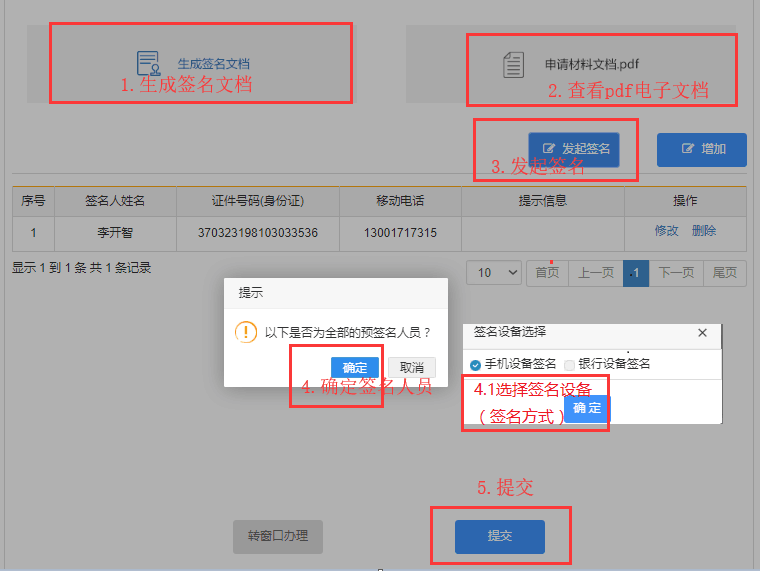 生成签名文档
1.生成签名文档
申请材料文档.pdf
2.查看pdf电子文档
发起签名
增加
3.发起签名
序号 签名人姓名 证件号码(身份证) 移动电话 提示信息 操作
1 李开智 370323198103033536 13001717315 修改 删除
显示 1 到 1 条 共 1 条记录
10 首页 上一页 1 下一页 尾页
提示
以下是否为全部的预签名人员？
确定 取消
4.确定签名人员
签名设备选择 ×
手机设备签名 银行设备签名
4.1选择签名设备
（签名方式）
确 定
5.提交
转窗口办理
提交